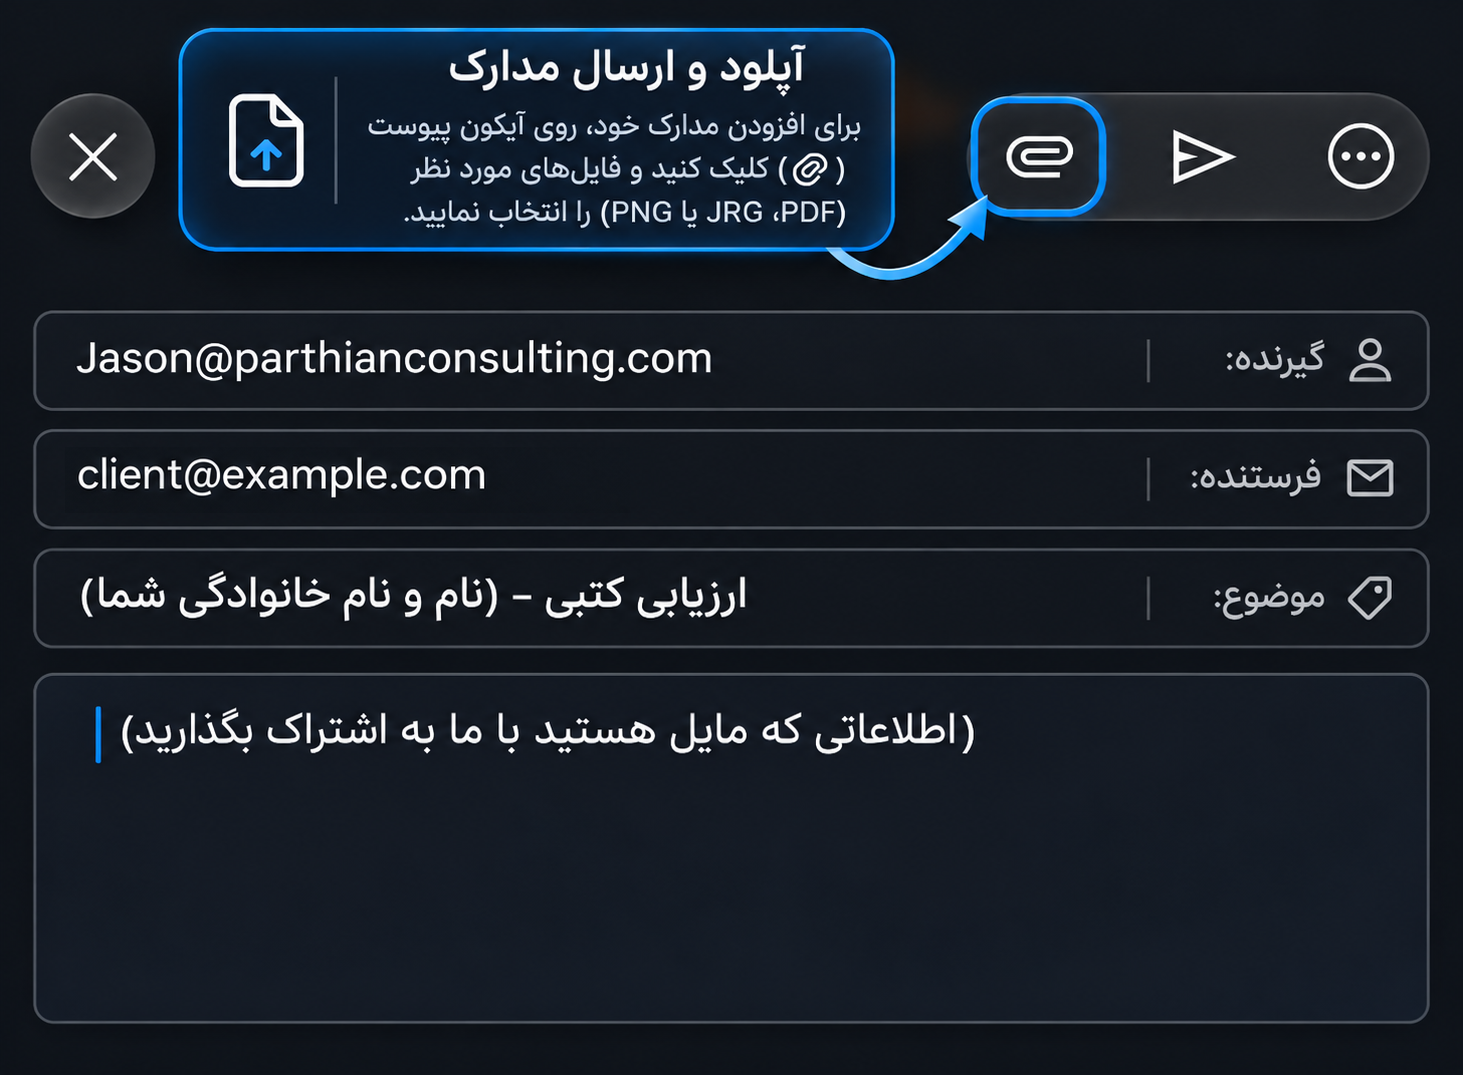 آپلود و ارسال مدارک
برای افزودن مدارک خود، روی آیکون پیوست
( ) کلیک کنید و فایل‌های مورد نظر
(PDF، JRG یا PNG) را انتخاب نمایید.
گیرنده: Jason@parthianconsulting.com
فرستنده: client@example.com
موضوع: ارزیابی کتبی – (نام و نام خانوادگی شما)
(اطلاعاتی که مایل هستید با ما به اشتراک بگذارید)